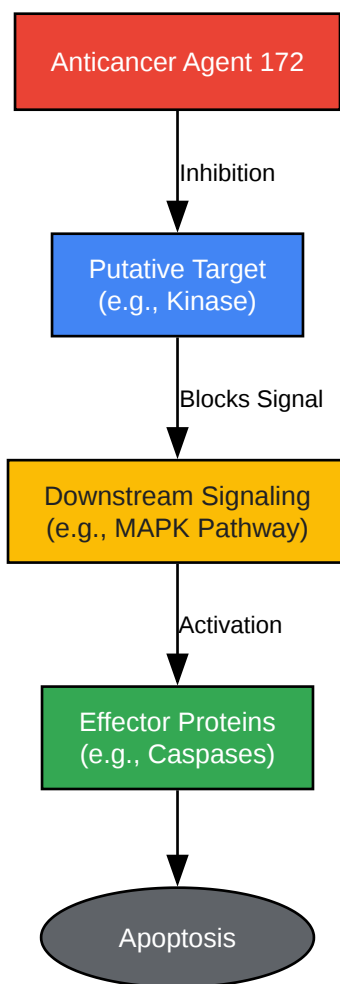 Anticancer Agent 172
Inhibition
Putative Target
(e.g., Kinase)
Blocks Signal
Downstream Signaling
(e.g., MAPK Pathway)
Activation
Effector Proteins
(e.g., Caspases)
Apoptosis